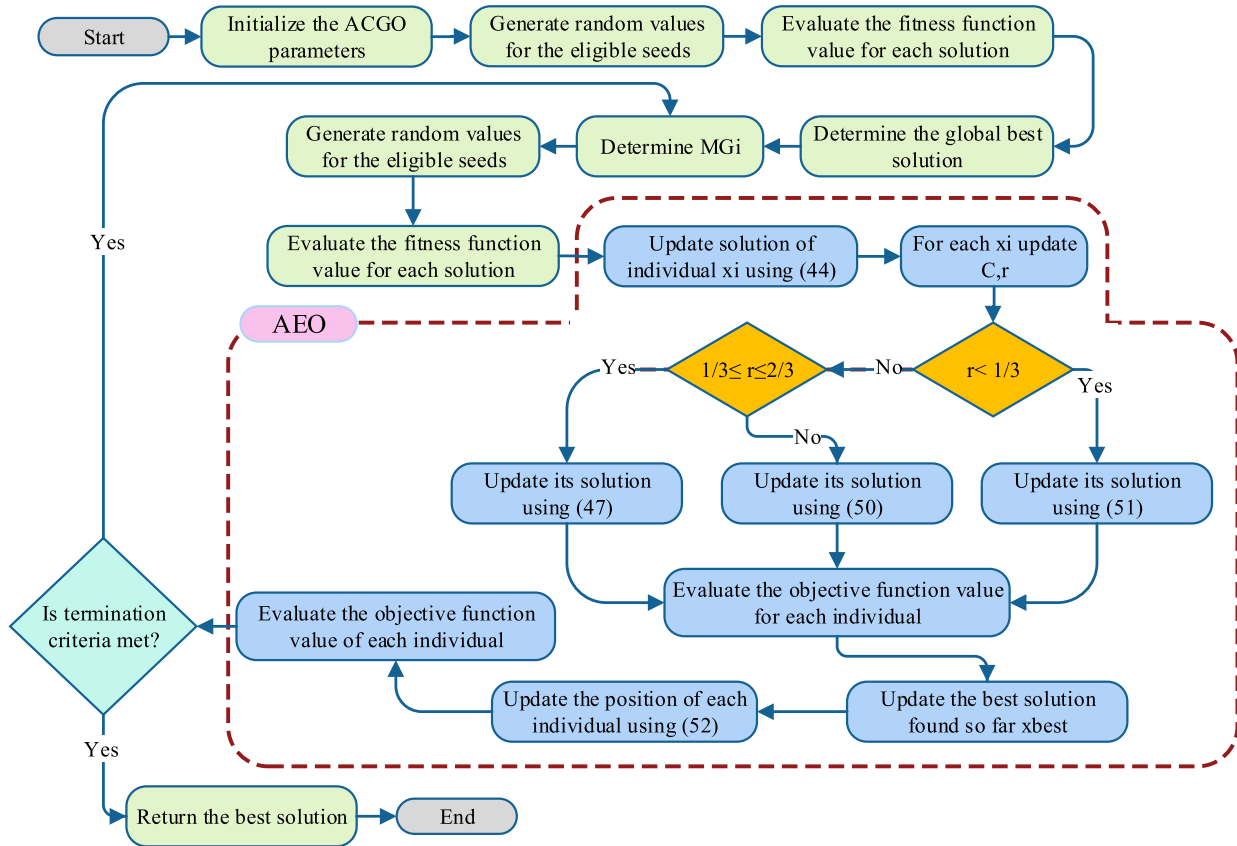 Start
Initialize the ACGO
parameters
Generate random values
for the eligible seeds
Evaluate the fitness function
value for each solution
Generate random values
for the eligible seeds
Determine MGi
Determine the global best
solution
Yes
Evaluate the fitness function
value for each solution
Update solution of
individual xi using (44)
For each xi update
C,r
AEO
Yes
1/3≤ r≤2/3
No
r< 1/3
Yes
No
Update its solution
using (47)
Update its solution
using (50)
Update its solution
using (51)
Is termination
criteria met?
Evaluate the objective function
value of each individual
Evaluate the objective function value
for each individual
Update the position of each
individual using (52)
Update the best solution
found so far xbest
Yes
Return the best solution
End